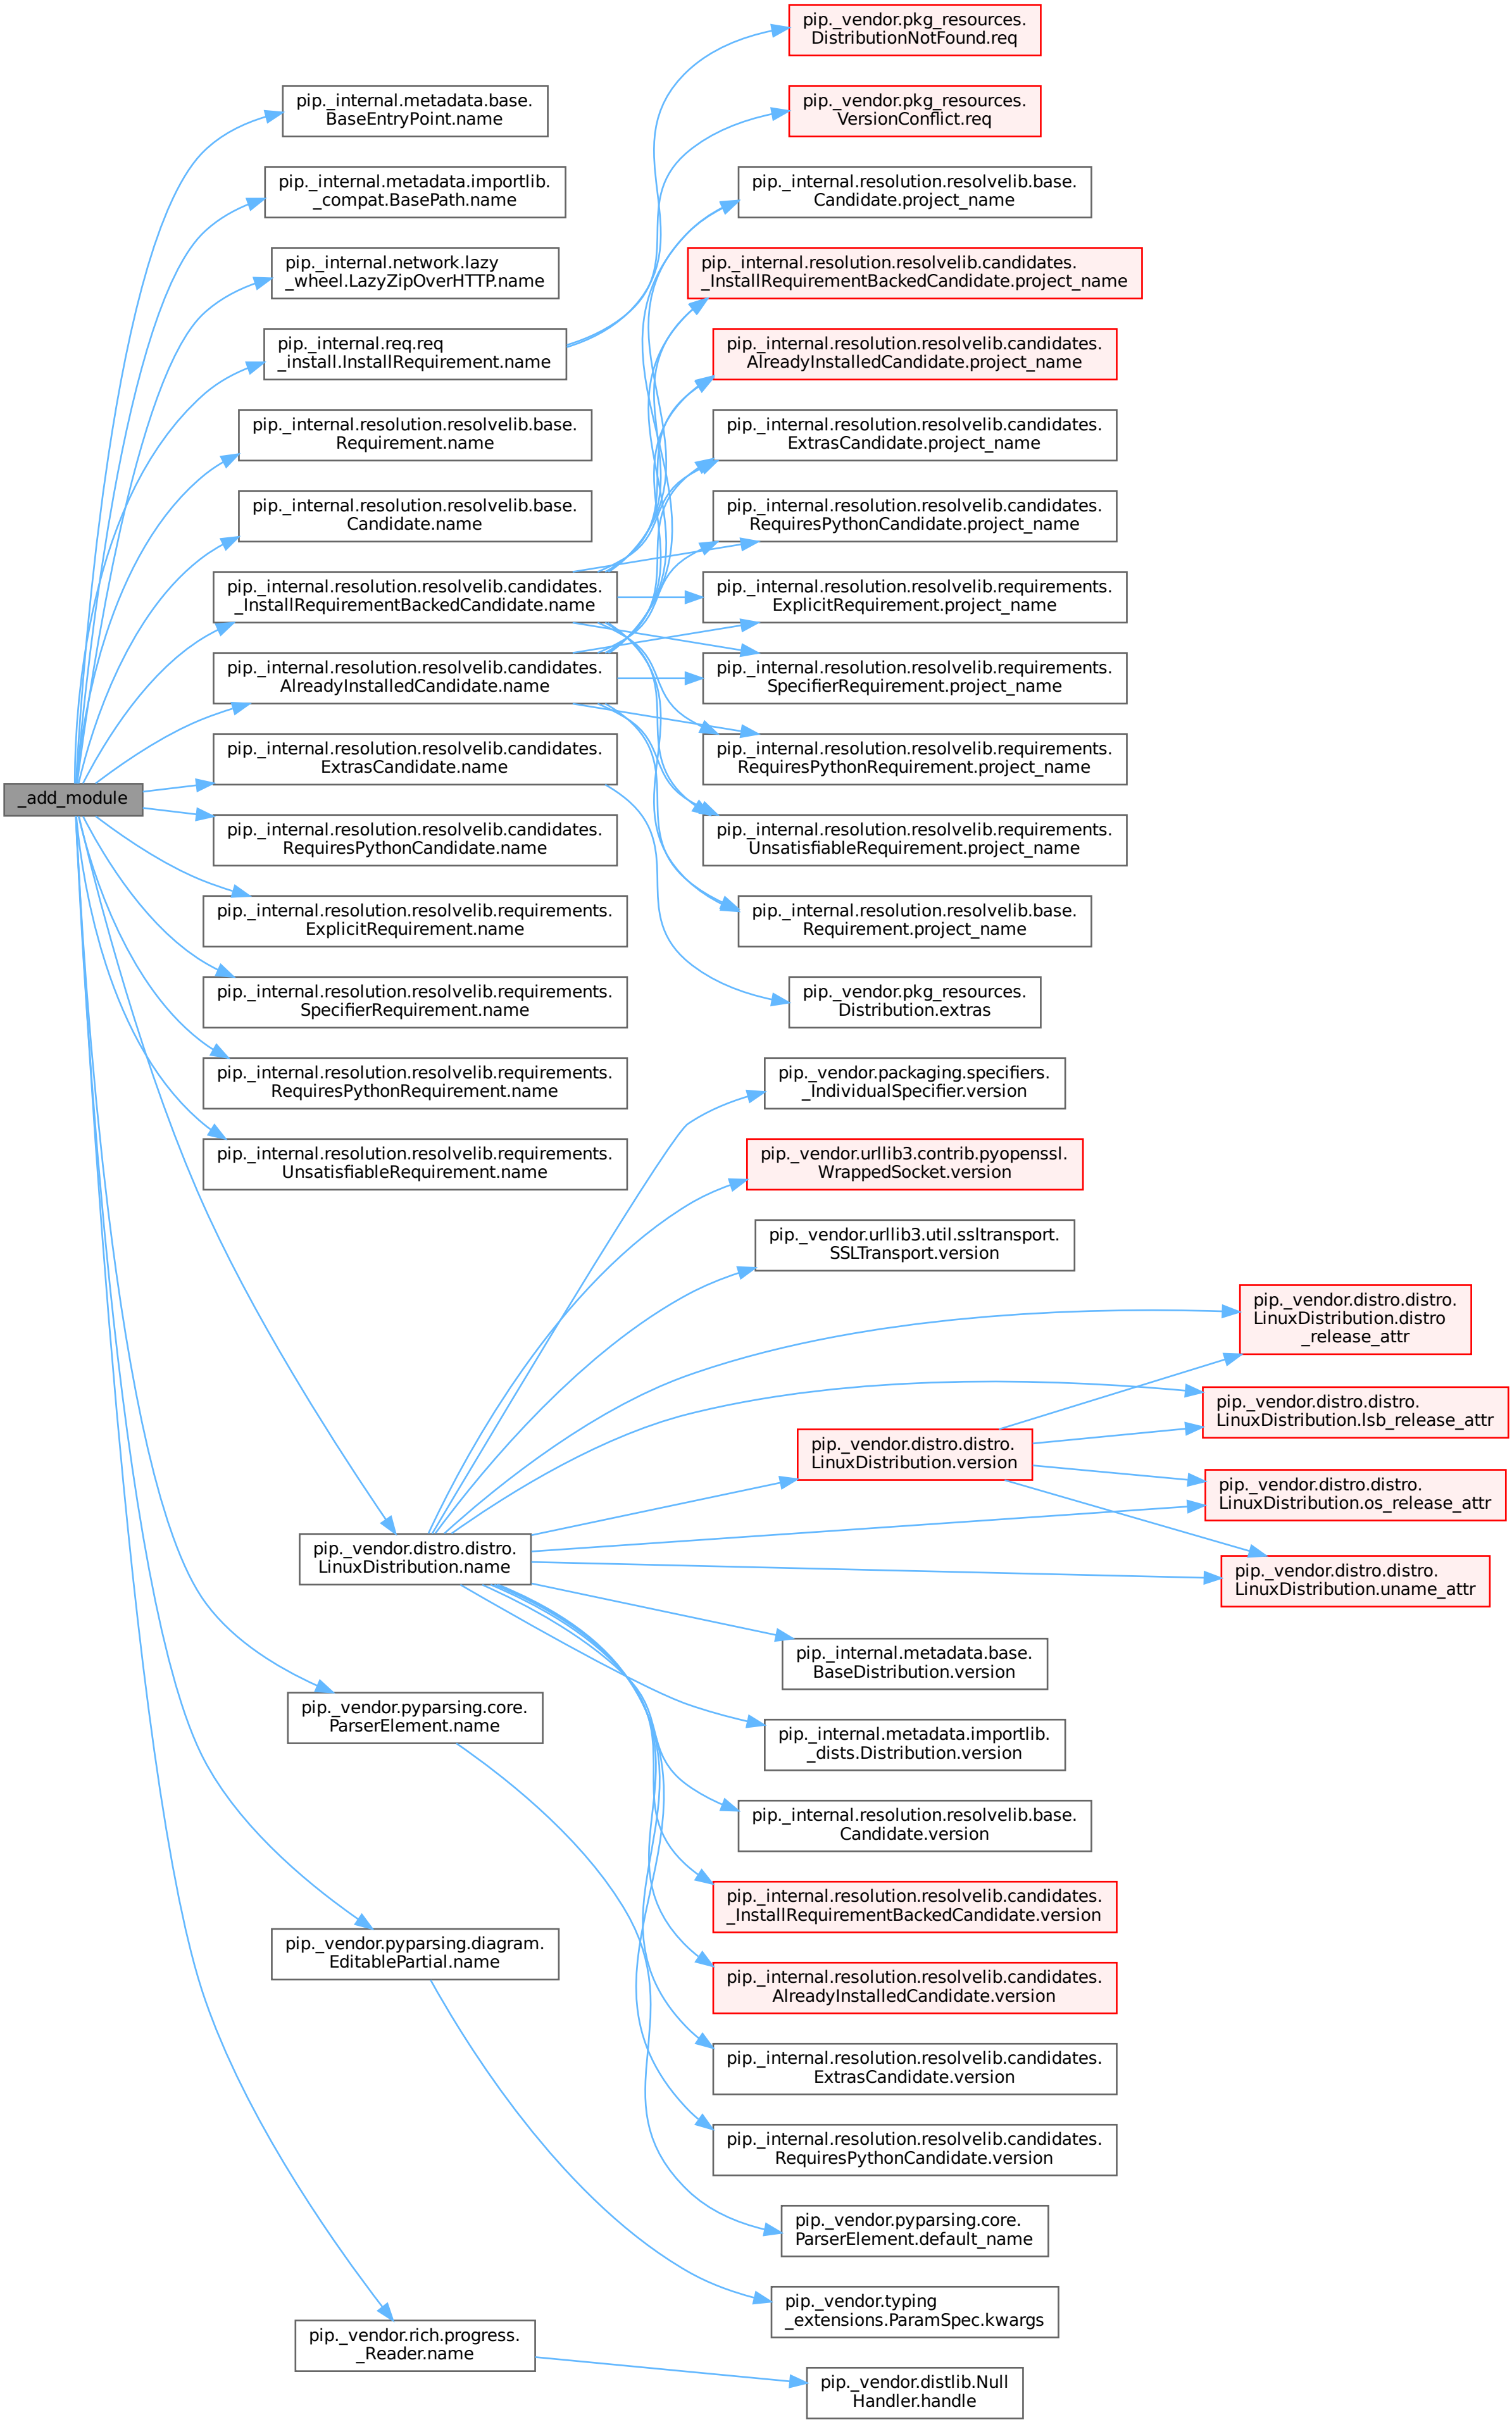 _add_module
pip._internal.metadata.base.
BaseEntryPoint.name
pip._internal.metadata.importlib.
_compat.BasePath.name
pip._internal.network.lazy
_wheel.LazyZipOverHTTP.name
pip._internal.req.req
_install.InstallRequirement.name
pip._internal.resolution.resolvelib.base.
Requirement.name
pip._internal.resolution.resolvelib.base.
Candidate.name
pip._internal.resolution.resolvelib.candidates.
_InstallRequirementBackedCandidate.name
pip._internal.resolution.resolvelib.candidates.
AlreadyInstalledCandidate.name
pip._internal.resolution.resolvelib.candidates.
ExtrasCandidate.name
pip._internal.resolution.resolvelib.candidates.
RequiresPythonCandidate.name
pip._internal.resolution.resolvelib.requirements.
ExplicitRequirement.name
pip._internal.resolution.resolvelib.requirements.
SpecifierRequirement.name
pip._internal.resolution.resolvelib.requirements.
RequiresPythonRequirement.name
pip._internal.resolution.resolvelib.requirements.
UnsatisfiableRequirement.name
pip._vendor.distro.distro.
LinuxDistribution.name
pip._vendor.pyparsing.core.
ParserElement.name
pip._vendor.pyparsing.diagram.
EditablePartial.name
pip._vendor.rich.progress.
_Reader.name
pip._vendor.pkg_resources.
DistributionNotFound.req
pip._vendor.pkg_resources.
VersionConflict.req
pip._internal.resolution.resolvelib.base.
Candidate.project_name
pip._internal.resolution.resolvelib.candidates.
_InstallRequirementBackedCandidate.project_name
pip._internal.resolution.resolvelib.candidates.
AlreadyInstalledCandidate.project_name
pip._internal.resolution.resolvelib.candidates.
ExtrasCandidate.project_name
pip._internal.resolution.resolvelib.candidates.
RequiresPythonCandidate.project_name
pip._internal.resolution.resolvelib.requirements.
ExplicitRequirement.project_name
pip._internal.resolution.resolvelib.requirements.
SpecifierRequirement.project_name
pip._internal.resolution.resolvelib.requirements.
RequiresPythonRequirement.project_name
pip._internal.resolution.resolvelib.requirements.
UnsatisfiableRequirement.project_name
pip._internal.resolution.resolvelib.base.
Requirement.project_name
pip._vendor.pkg_resources.
Distribution.extras
pip._vendor.packaging.specifiers.
_IndividualSpecifier.version
pip._vendor.urllib3.contrib.pyopenssl.
WrappedSocket.version
pip._vendor.urllib3.util.ssltransport.
SSLTransport.version
pip._vendor.distro.distro.
LinuxDistribution.version
pip._internal.metadata.base.
BaseDistribution.version
pip._internal.metadata.importlib.
_dists.Distribution.version
pip._internal.resolution.resolvelib.base.
Candidate.version
pip._internal.resolution.resolvelib.candidates.
_InstallRequirementBackedCandidate.version
pip._internal.resolution.resolvelib.candidates.
AlreadyInstalledCandidate.version
pip._internal.resolution.resolvelib.candidates.
ExtrasCandidate.version
pip._internal.resolution.resolvelib.candidates.
RequiresPythonCandidate.version
pip._vendor.pyparsing.core.
ParserElement.default_name
pip._vendor.typing
_extensions.ParamSpec.kwargs
pip._vendor.distlib.Null
Handler.handle
pip._vendor.distro.distro.
LinuxDistribution.distro
_release_attr
pip._vendor.distro.distro.
LinuxDistribution.lsb_release_attr
pip._vendor.distro.distro.
LinuxDistribution.os_release_attr
pip._vendor.distro.distro.
LinuxDistribution.uname_attr